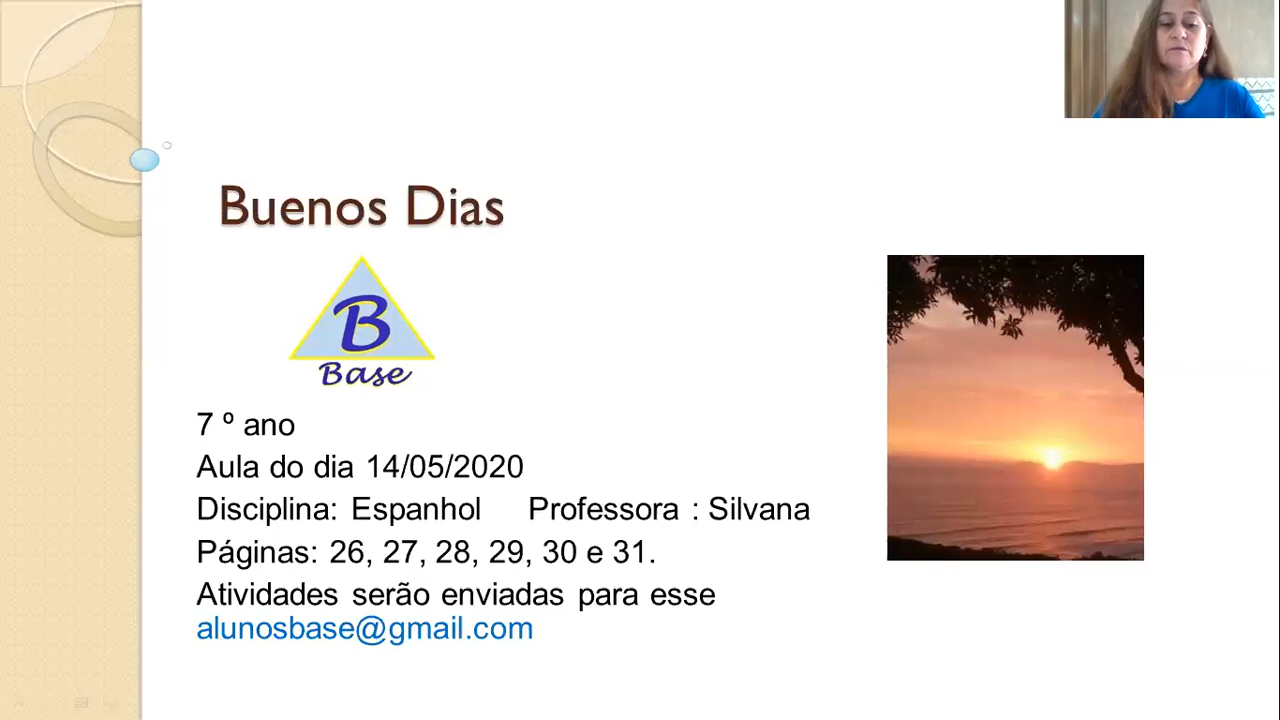 Buenos Dias
B
Base
7 º ano
Aula do dia 14/05/2020
Disciplina: Espanhol Professora : Silvana
Páginas: 26, 27, 28, 29, 30 e 31.
Atividades serão enviadas para esse
alunosbase@gmail.com